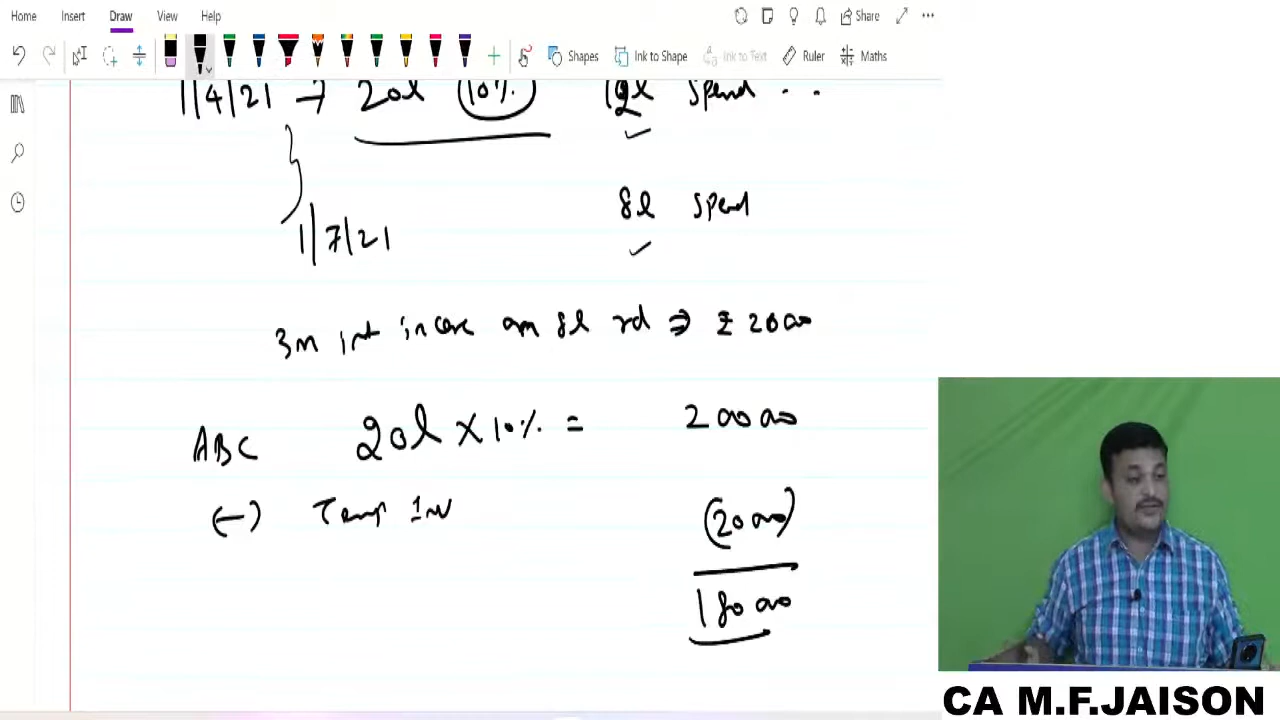 Home Insert Draw View Help Share
Shapes Ink to Shape Ink to Text Ruler Maths
1/4/21 → 20l 10% 12l spend . .
8l spend
1/7/21
3m int income on 8l rd ⇒ ₹ 20000
ABC 20l × 10% = 200000
(-) Temp Inv (20000)
180000
CA M.F.JAISON